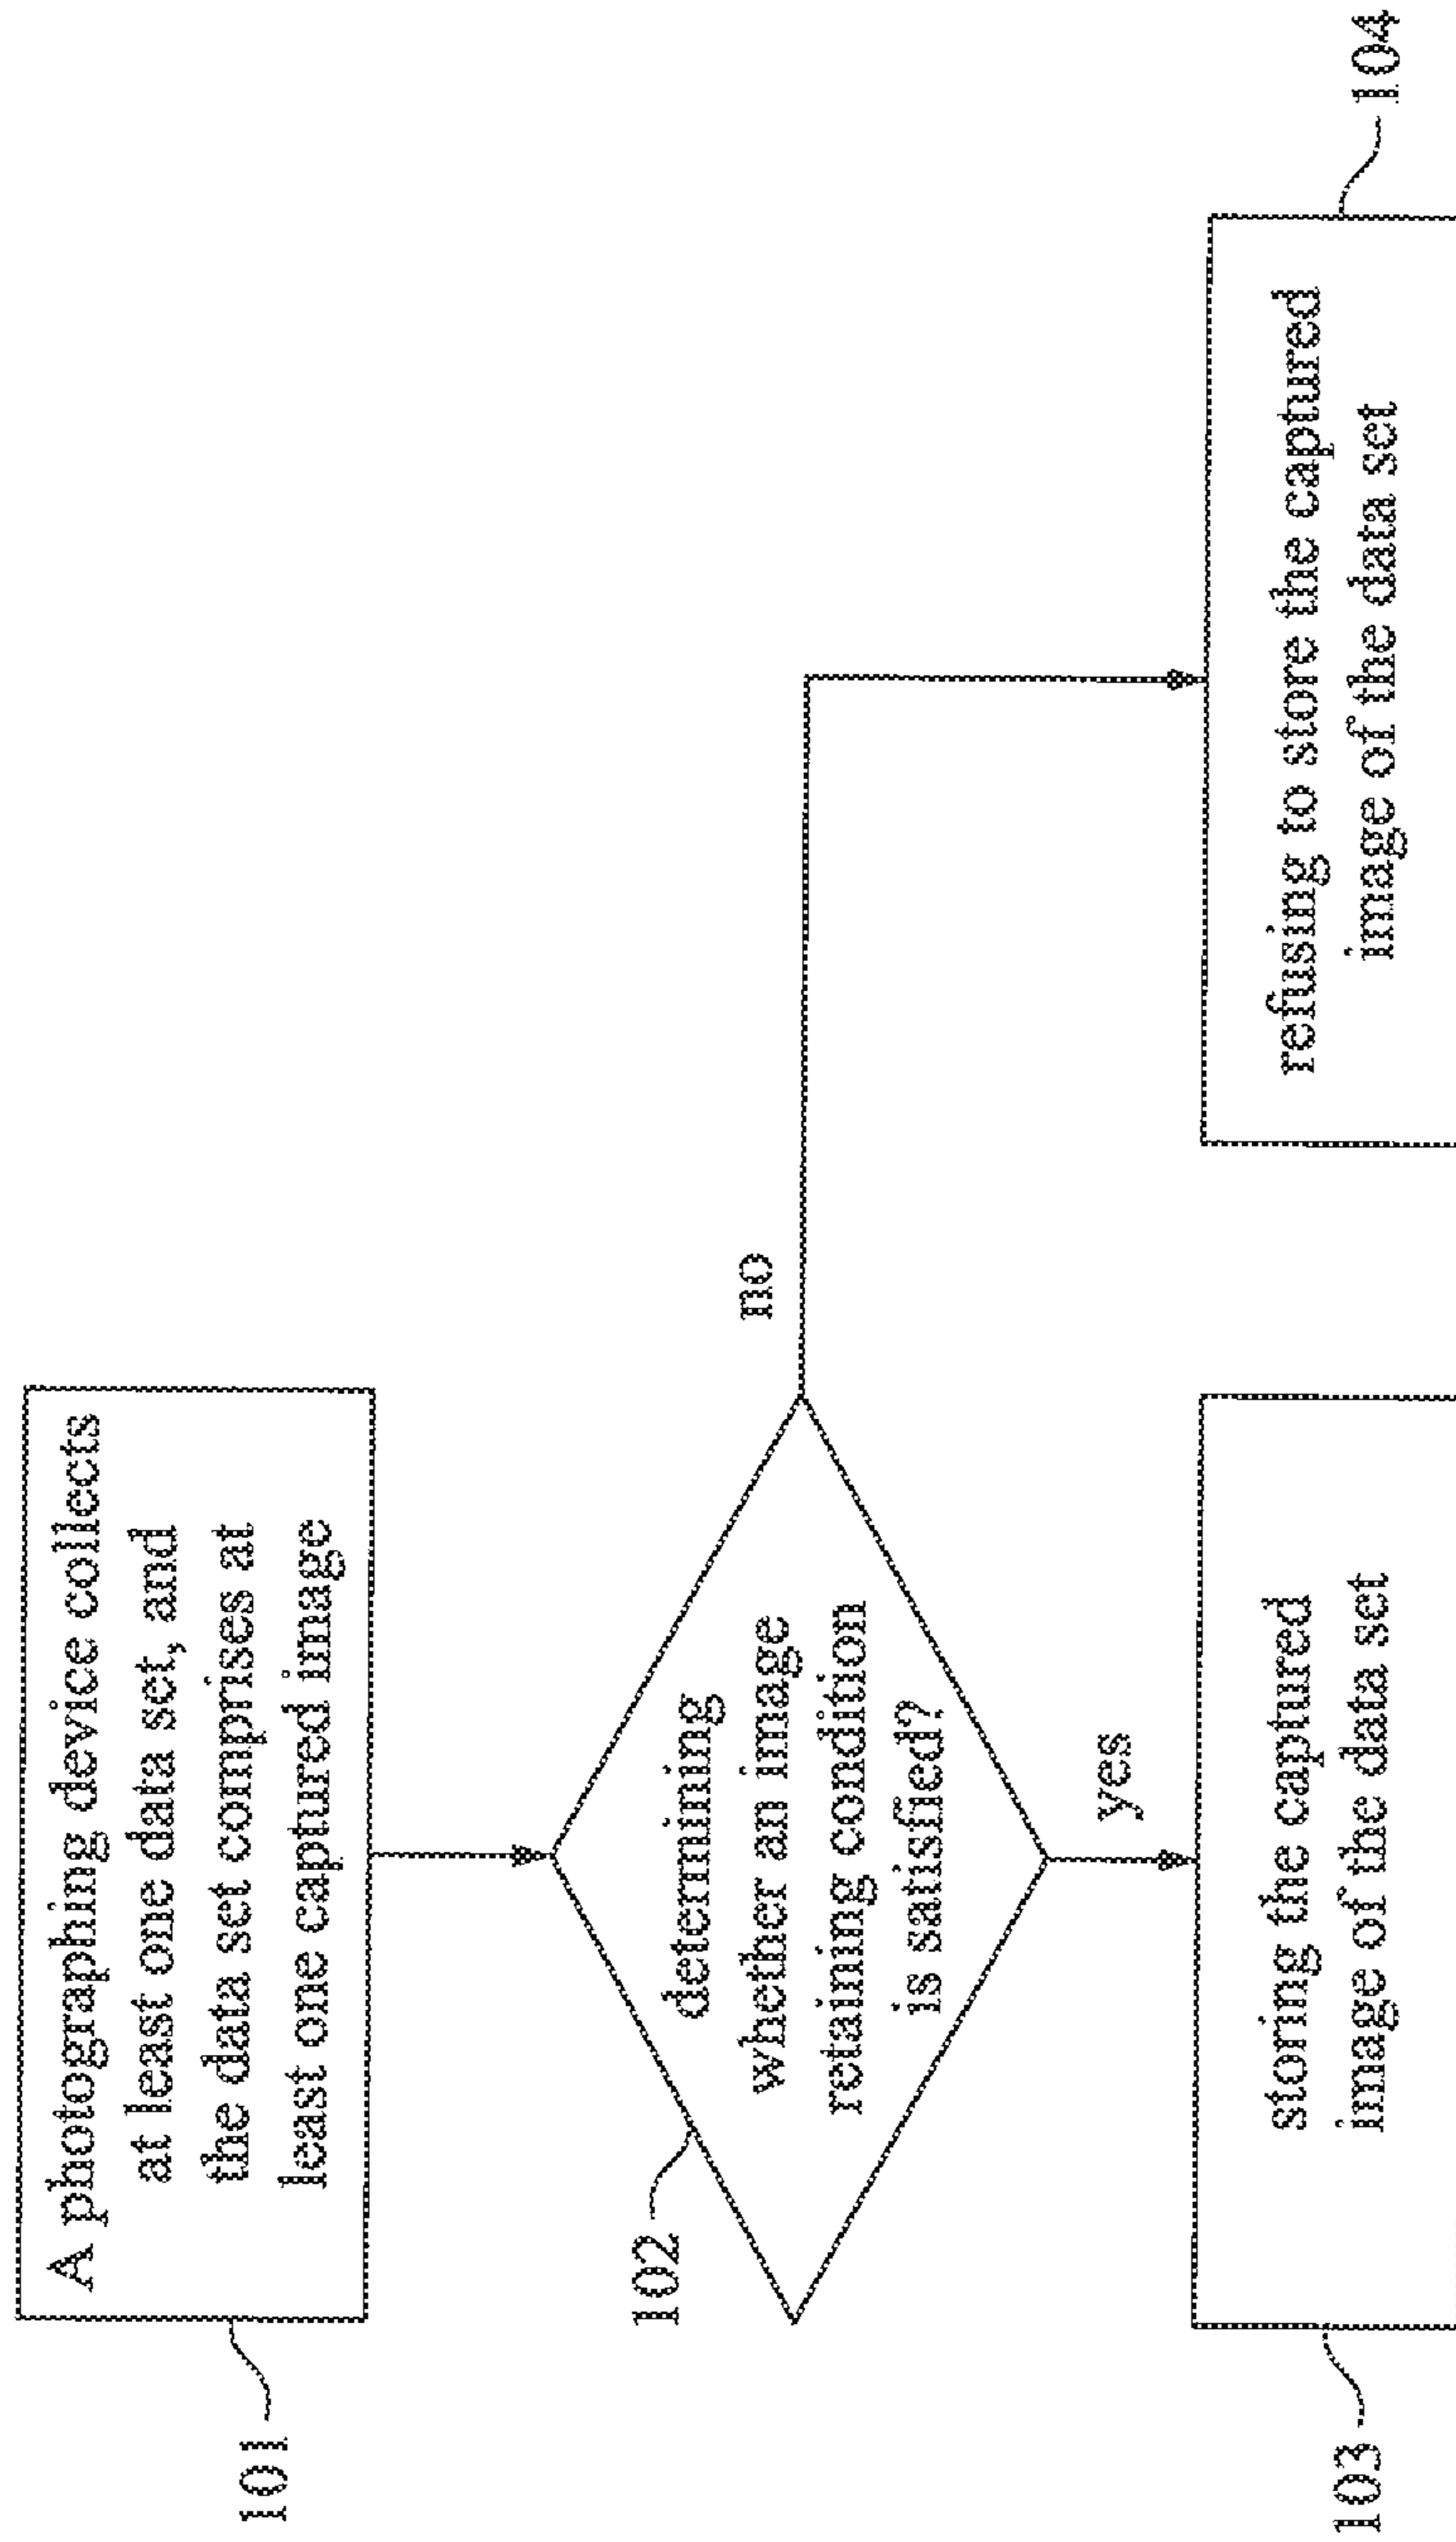 A photographing device collects
at least one data set, and
the data set comprises at
least one captured image
101
determining
whether an image
retaining condition
is satisfied?
102
no
yes
storing the captured
image of the data set
103
refusing to store the captured
image of the data set
104